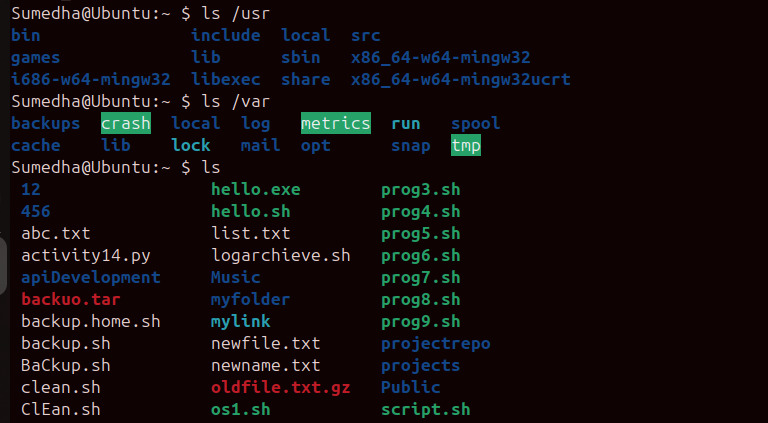 Sumedha@Ubuntu:~ $ ls /usr
bin include local src
games lib sbin x86_64-w64-mingw32
i686-w64-mingw32 libexec share x86_64-w64-mingw32ucrt
Sumedha@Ubuntu:~ $ ls /var
backups crash local log metrics run spool
cache lib lock mail opt snap tmp
Sumedha@Ubuntu:~ $ ls
12 hello.exe prog3.sh
456 hello.sh prog4.sh
abc.txt list.txt prog5.sh
activity14.py logarchieve.sh prog6.sh
apiDevelopment Music prog7.sh
backuo.tar myfolder prog8.sh
backup.home.sh mylink prog9.sh
backup.sh newfile.txt projectrepo
BaCkup.sh newname.txt projects
clean.sh oldfile.txt.gz Public
ClEan.sh os1.sh script.sh